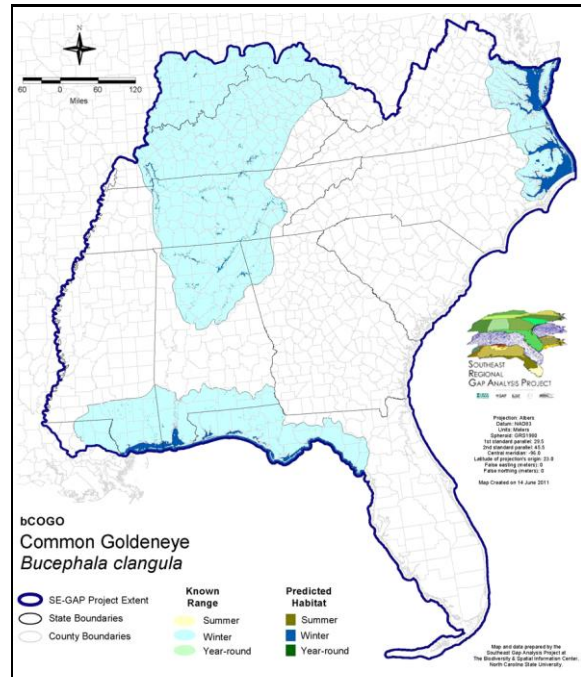 N
60 0 60 120
Miles
SOUTHEAST
REGIONAL
GAP ANALYSIS PROJECT
Projection: Albers
Datum: NAD83
Units: Meters
Spheroid: GRS1980
1st standard parallel: 29.5
2nd standard parallel: 45.5
Central meridian: -96.0
Latitude of projection's origin: 23.0
False easting (meters): 0
False northing (meters): 0
Map Created on 14 June 2011
bCOGO
Common Goldeneye
Bucephala clangula
SE-GAP Project Extent
State Boundaries
County Boundaries
Known
Range
Summer
Winter
Year-round
Predicted
Habitat
Summer
Winter
Year-round
Map and data prepared by the
Southeast Gap Analysis Project at
The Biodiversity & Spatial Information Center,
North Carolina State University.